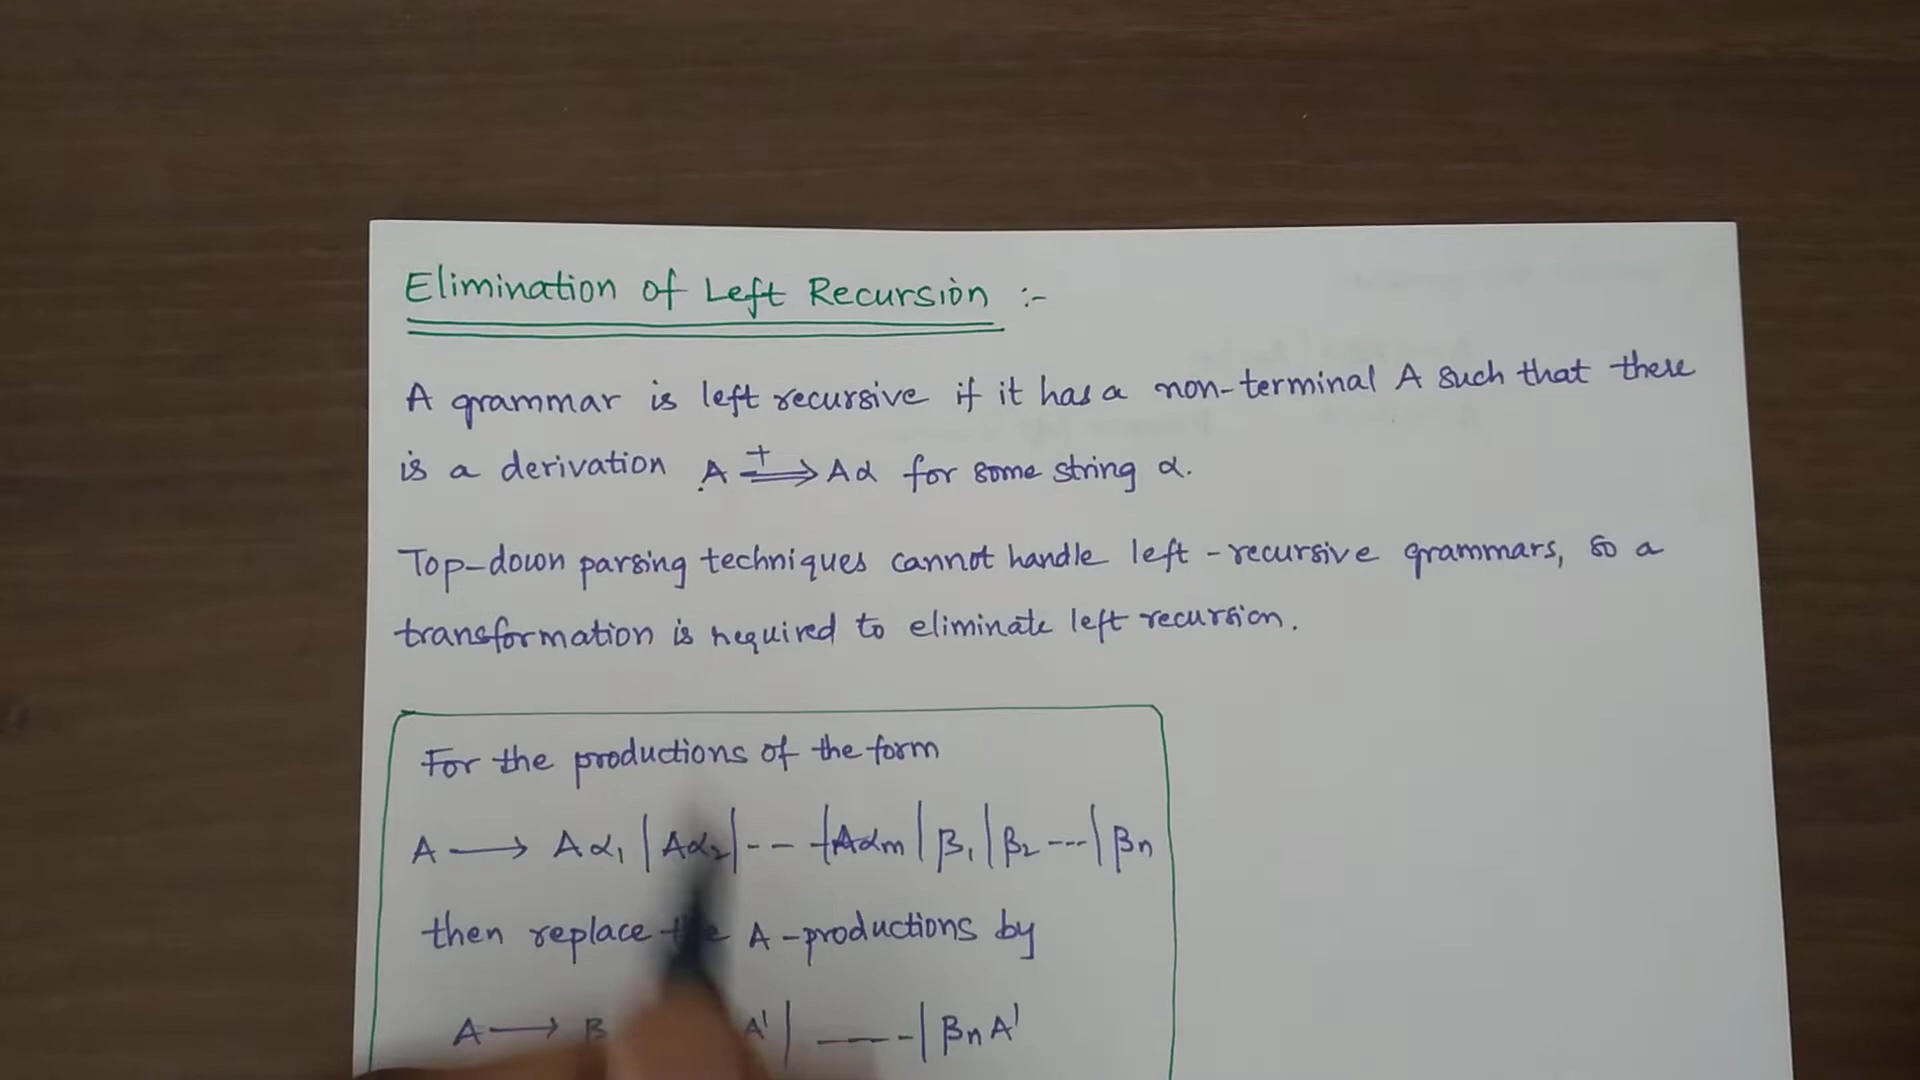 Elimination of Left Recursion :-
A grammar is left recursive if it has a non-terminal A such that there
is a derivation A +⟹ Aα for some string α.
Top-down parsing techniques cannot handle left-recursive grammars, so a
transformation is required to eliminate left recursion.
For the productions of the form
A ⟶ Aα₁ | Aα₂ | -- - | Aαm | β₁ | β₂ --- | βn
then replace the A-productions by
A ⟶ A' | ---- | βn A'